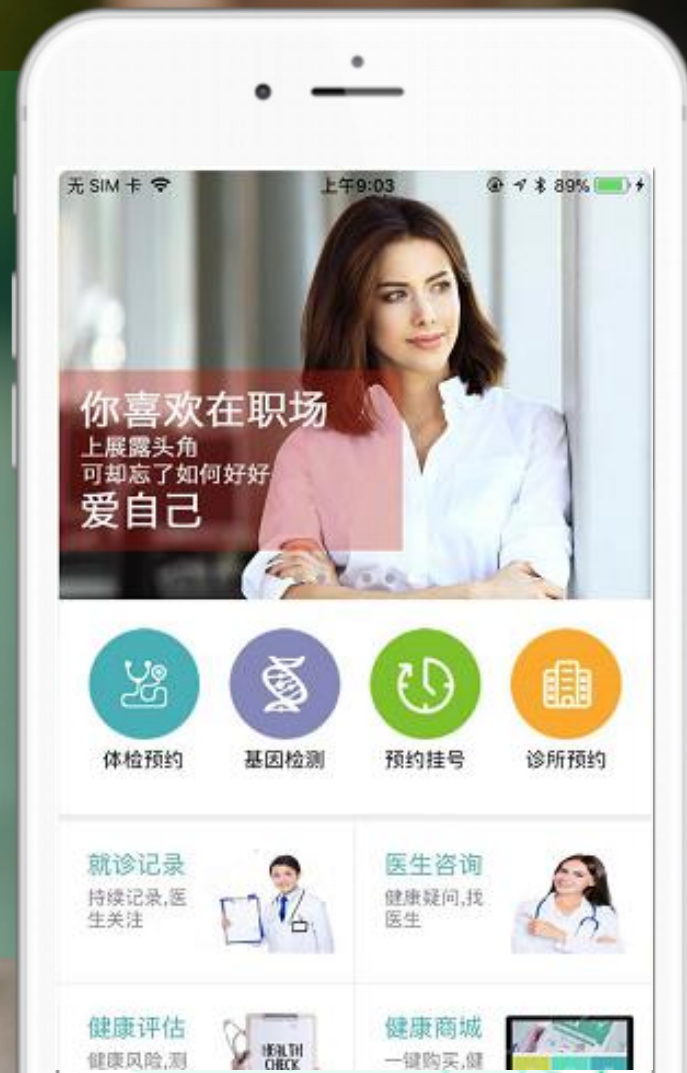 无 SIM 卡 上午9:03 89%
你喜欢在职场
上展露头角
可却忘了如何好好
爱自己
体检预约 基因检测 预约挂号 诊所预约
就诊记录
持续记录,医
生关注
医生咨询
健康疑问,找
医生
健康评估
健康风险,测
HEALTH
CHECK
健康商城
一键购买,健